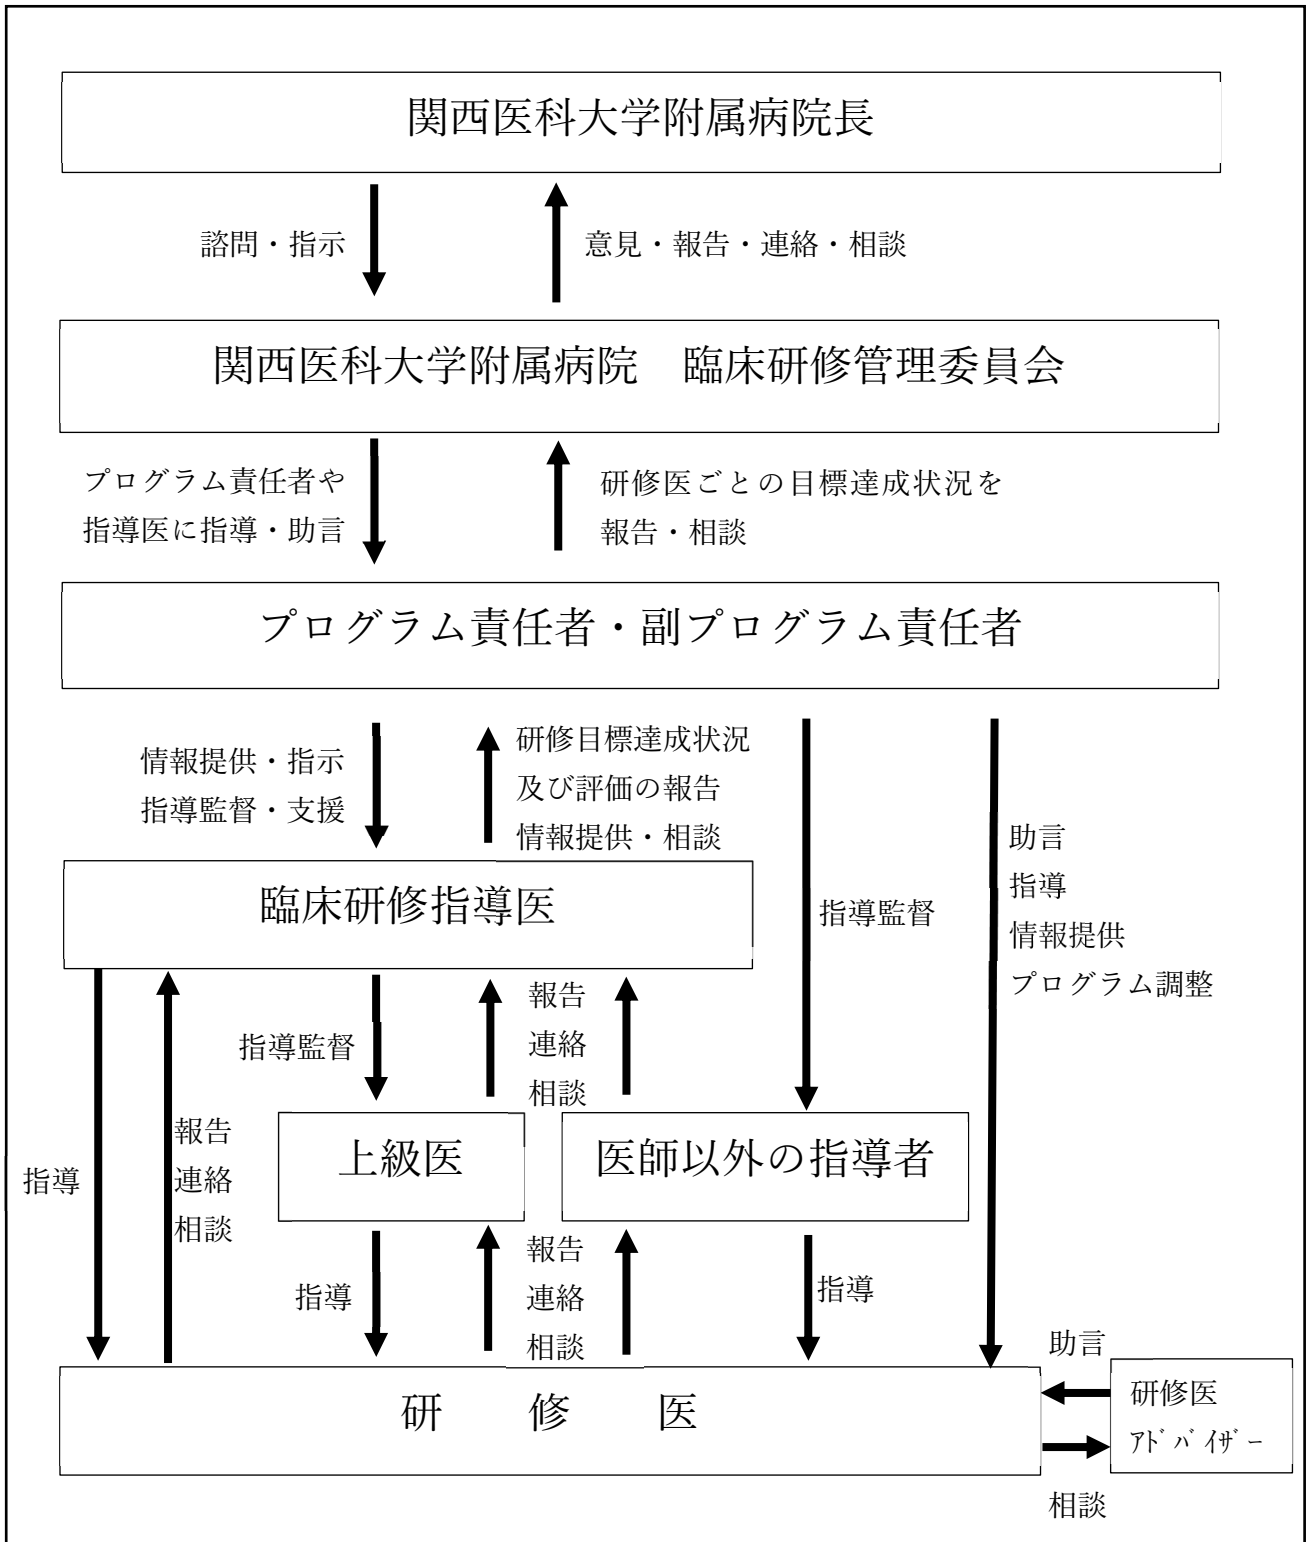 関西医科大学附属病院長
諮問・指示
意見・報告・連絡・相談
関西医科大学附属病院　臨床研修管理委員会
プログラム責任者や
指導医に指導・助言
研修医ごとの目標達成状況を
報告・相談
プログラム責任者・副プログラム責任者
情報提供・指示
指導監督・支援
研修目標達成状況
及び評価の報告
情報提供・相談
指導監督
助言
指導
情報提供
プログラム調整
臨床研修指導医
指導監督
報告
連絡
相談
上級医
医師以外の指導者
指導
報告
連絡
相談
指導
報告
連絡
相談
指導
研　修　医
助言
研修医
ｱﾄﾞﾊﾞｲｻﾞｰ
相談